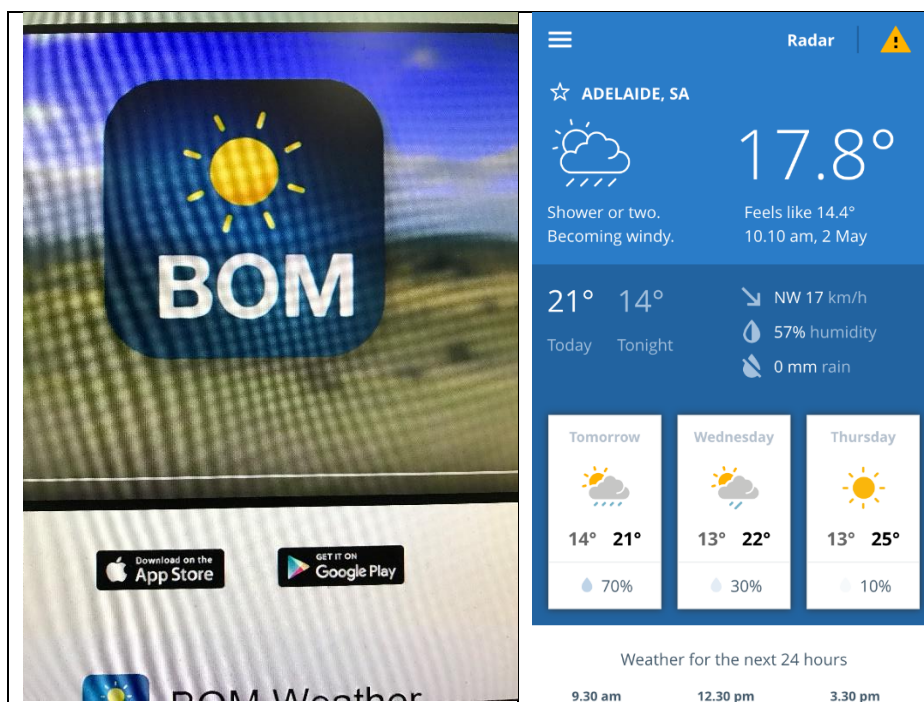 BOM
Download on the
App Store
GET IT ON
Google Play
BOM Weather
Radar
ADELAIDE, SA
17.8°
Shower or two.
Becoming windy.
Feels like 14.4°
10.10 am, 2 May
21° 14°
Today Tonight
NW 17 km/h
57% humidity
0 mm rain
Tomorrow
14° 21°
70%
Wednesday
13° 22°
30%
Thursday
13° 25°
10%
Weather for the next 24 hours
9.30 am 12.30 pm 3.30 pm